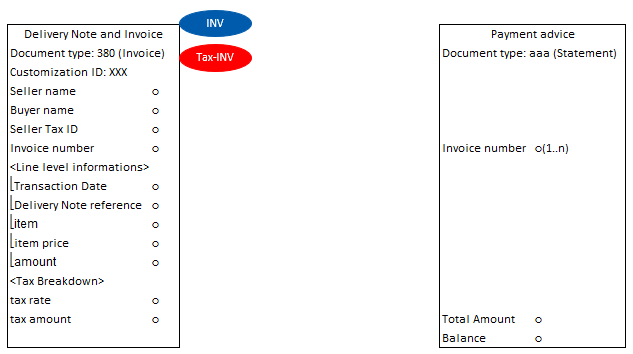 Delivery Note and Invoice
INV
Document type: 380 (Invoice)
Tax-INV
Customization ID: XXX
Seller name o
Buyer name o
Seller Tax ID o
Invoice number o
<Line level informations>
Transaction Date o
Delivery Note reference o
item o
item price o
amount o
<Tax Breakdown>
tax rate o
tax amount o
Payment advice
Document type: aaa (Statement)
Invoice number o(1..n)
Total Amount o
Balance o